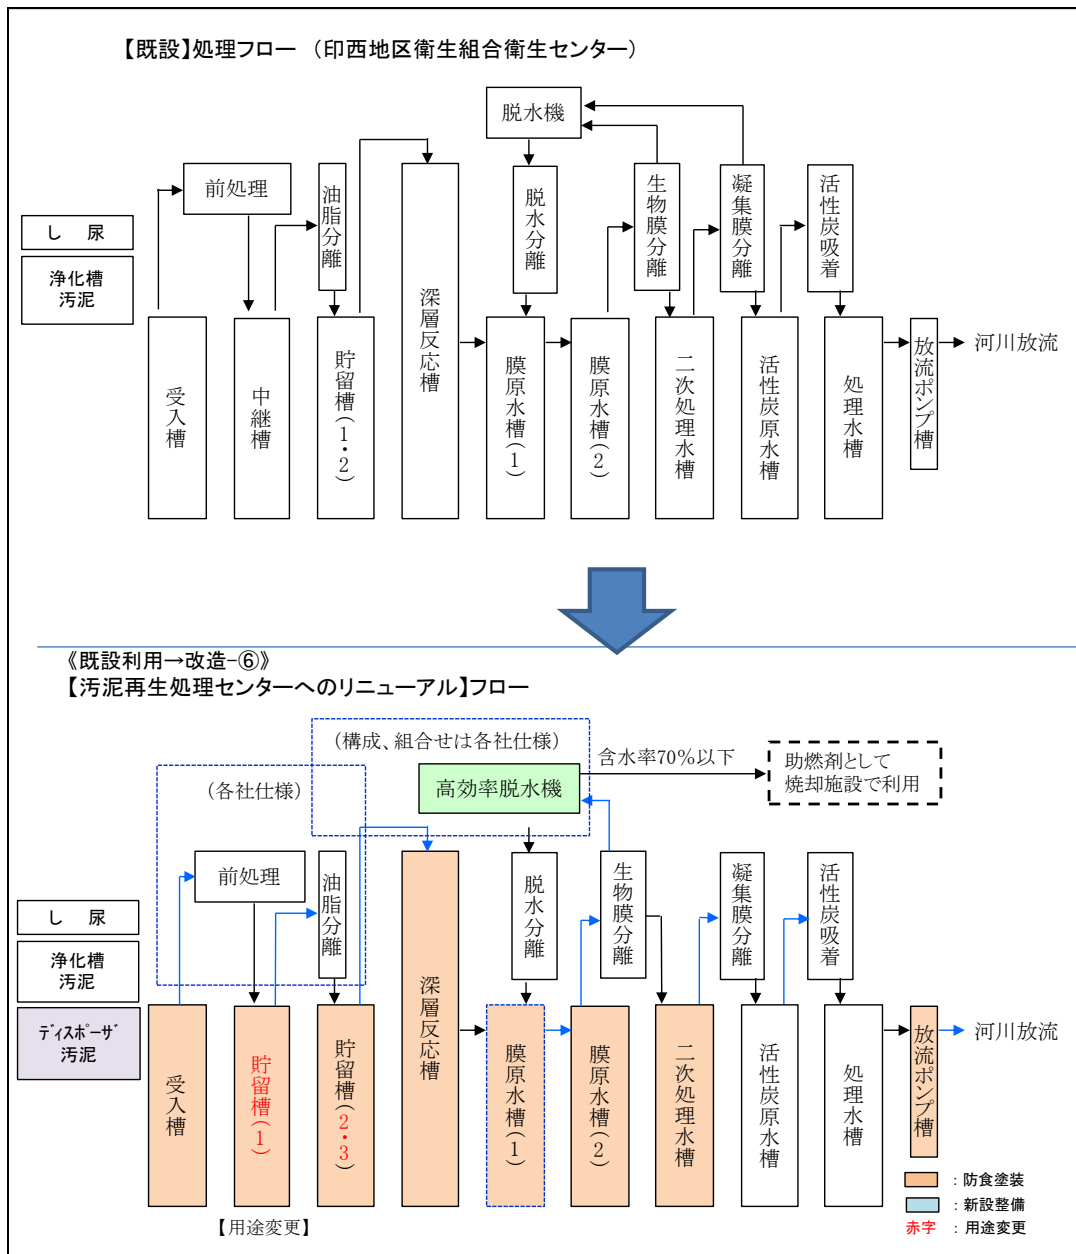 【既設】処理フロー （印西地区衛生組合衛生センター）
脱水機
前処理
油脂分離
脱水分離
生物膜分離
凝集膜分離
活性炭吸着
し 尿
浄化槽
汚泥
受入槽
中継槽
貯留槽(1・2)
深層反応槽
膜原水槽(1)
膜原水槽(2)
二次処理水槽
活性炭原水槽
処理水槽
放流ポンプ槽
河川放流
《既設利用→改造-⑥》
【汚泥再生処理センターへのリニューアル】フロー
(構成、組合せは各社仕様)
(各社仕様)
高効率脱水機
含水率70％以下
助燃剤として
焼却施設で利用
前処理
油脂分離
脱水分離
生物膜分離
凝集膜分離
活性炭吸着
し 尿
浄化槽
汚泥
ディスポーザ
汚泥
受入槽
貯留槽(1)
貯留槽(2・3)
深層反応槽
膜原水槽(1)
膜原水槽(2)
二次処理水槽
活性炭原水槽
処理水槽
放流ポンプ槽
河川放流
【用途変更】
：防食塗装
：新設整備
赤字 ：用途変更